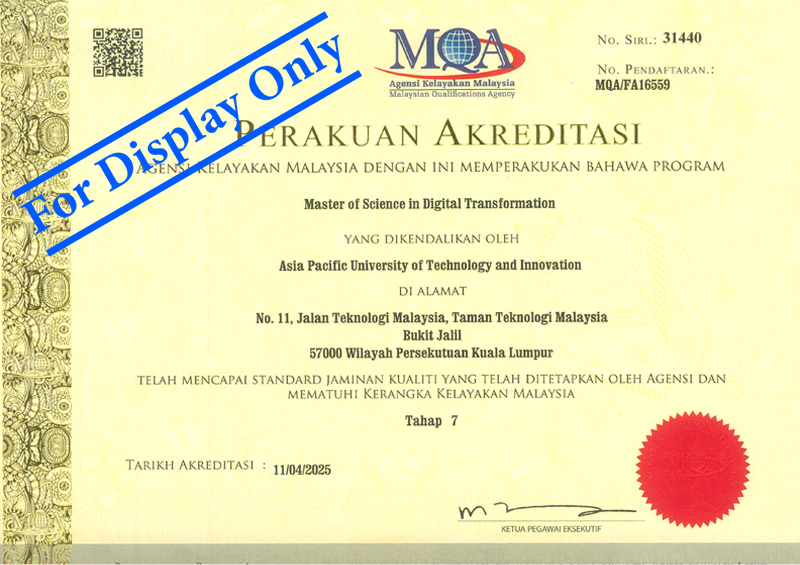 For Display Only
MQA
Agensi Kelayakan Malaysia
Malaysian Qualifications Agency
No. Siri.: 31440
No. Pendaftaran.:
MQA/FA16559
PERAKUAN AKREDITASI
AGENSI KELAYAKAN MALAYSIA DENGAN INI MEMPERAKUKAN BAHAWA PROGRAM
Master of Science in Digital Transformation
YANG DIKENDALIKAN OLEH
Asia Pacific University of Technology and Innovation
DI ALAMAT
No. 11, Jalan Teknologi Malaysia, Taman Teknologi Malaysia
Bukit Jalil
57000 Wilayah Persekutuan Kuala Lumpur
TELAH MENCAPAI STANDARD JAMINAN KUALITI YANG TELAH DITETAPKAN OLEH AGENSI DAN
MEMATUHI KERANGKA KELAYAKAN MALAYSIA
Tahap 7
TARIKH AKREDITASI : 11/04/2025
KETUA PEGAWAI EKSEKUTIF